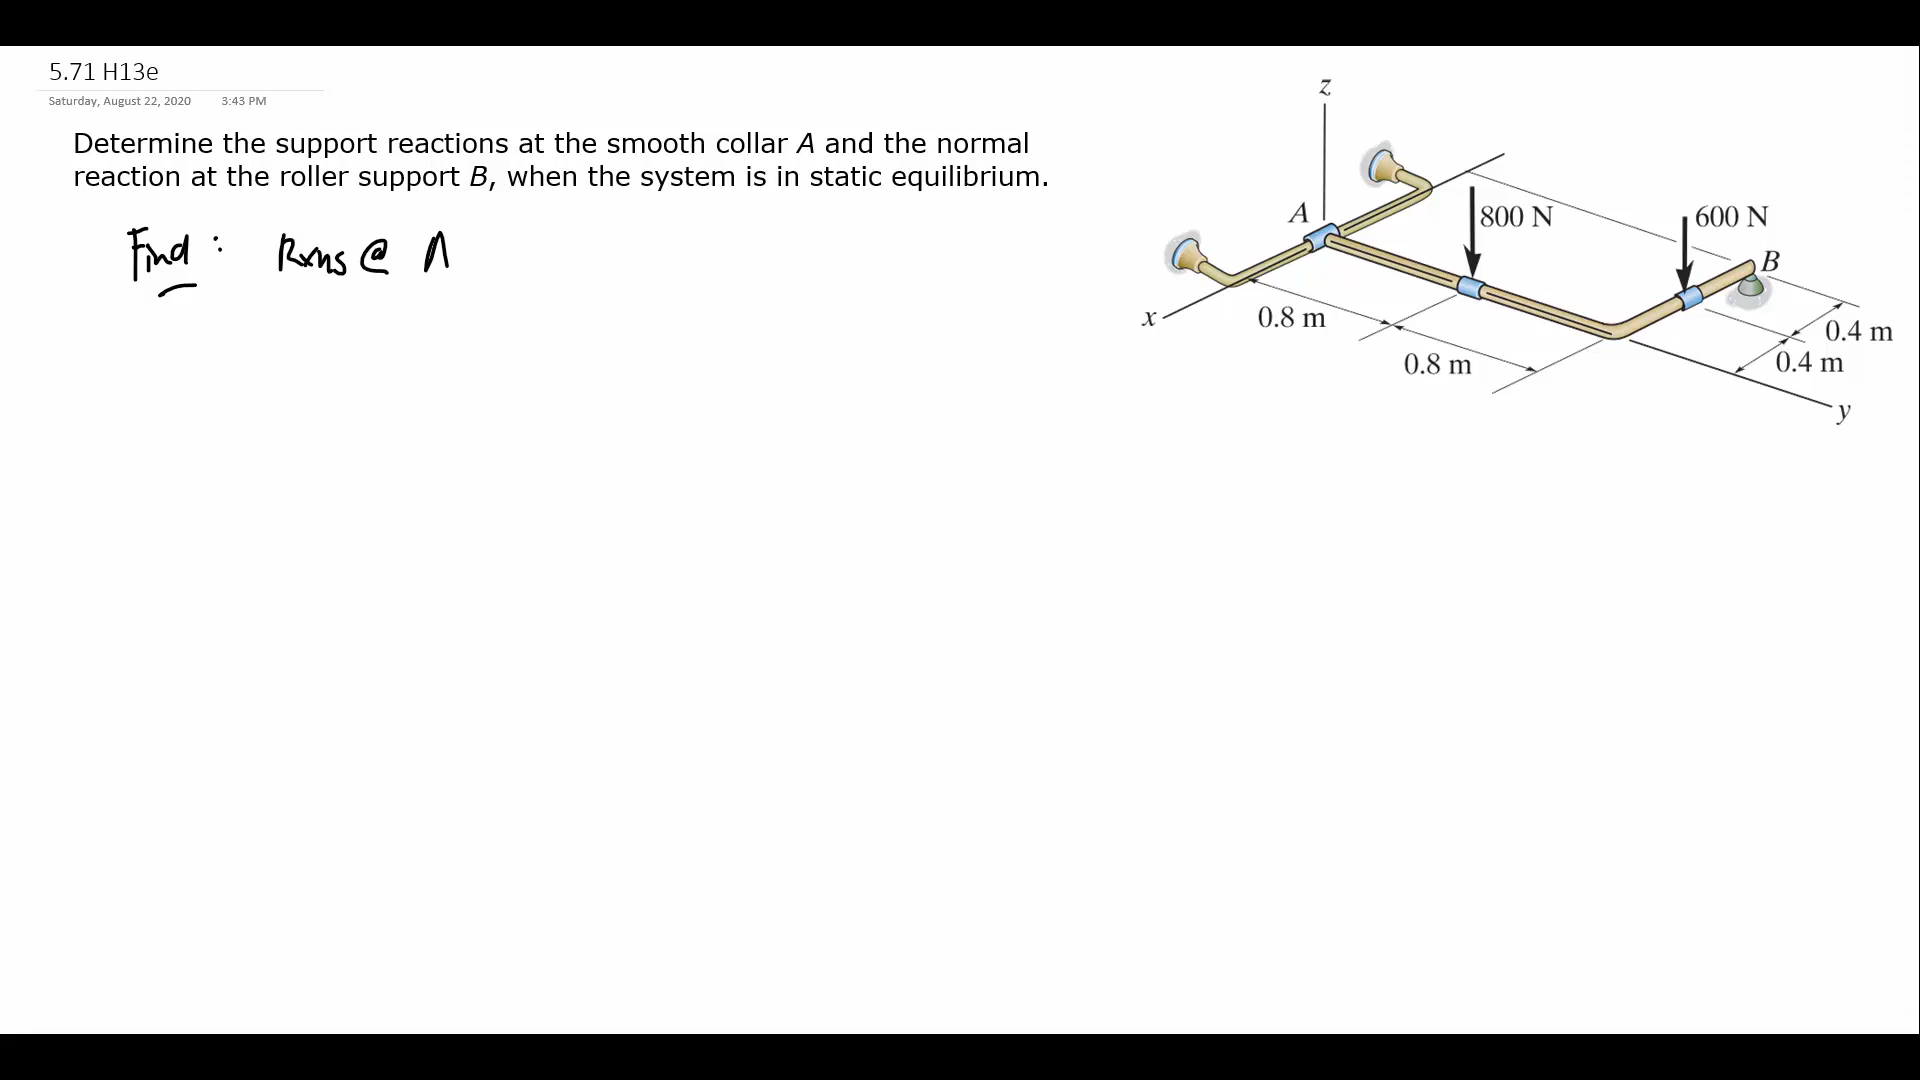 5.71 H13e
Saturday, August 22, 2020 3:43 PM
Determine the support reactions at the smooth collar A and the normal
reaction at the roller support B, when the system is in static equilibrium.
Find : Rxns @ A
z
A
800 N
600 N
B
x
0.8 m
0.8 m
0.4 m
0.4 m
y